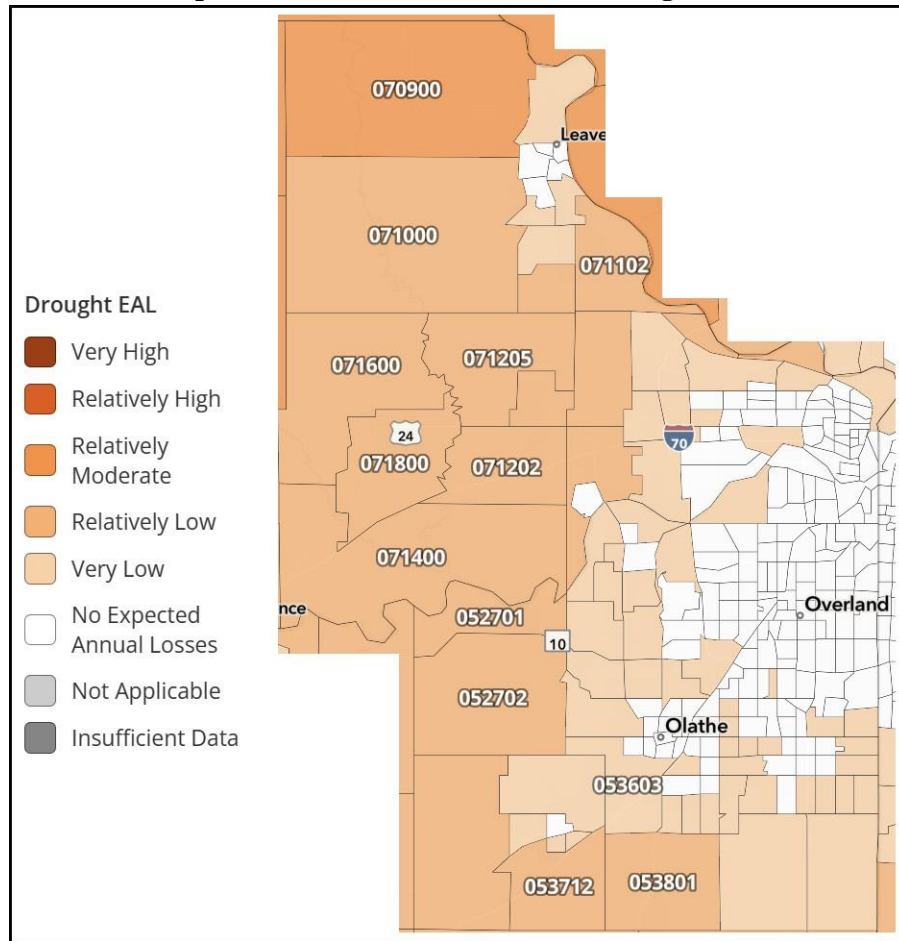 070900
Leave
071000
071102
Drought EAL
Very High
Relatively High
Relatively
Moderate
Relatively Low
Very Low
No Expected
Annual Losses
Not Applicable
Insufficient Data
071600
071205
24
70
071800
071202
071400
nce
052701
Overland
10
052702
Olathe
053603
053712
053801